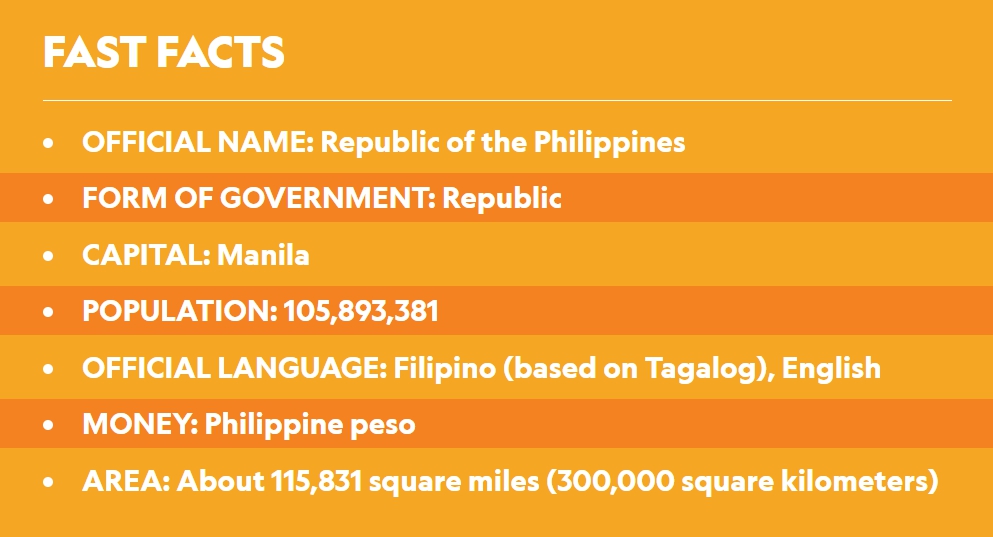 FAST FACTS
• OFFICIAL NAME: Republic of the Philippines
• FORM OF GOVERNMENT: Republic
• CAPITAL: Manila
• POPULATION: 105,893,381
• OFFICIAL LANGUAGE: Filipino (based on Tagalog), English
• MONEY: Philippine peso
• AREA: About 115,831 square miles (300,000 square kilometers)